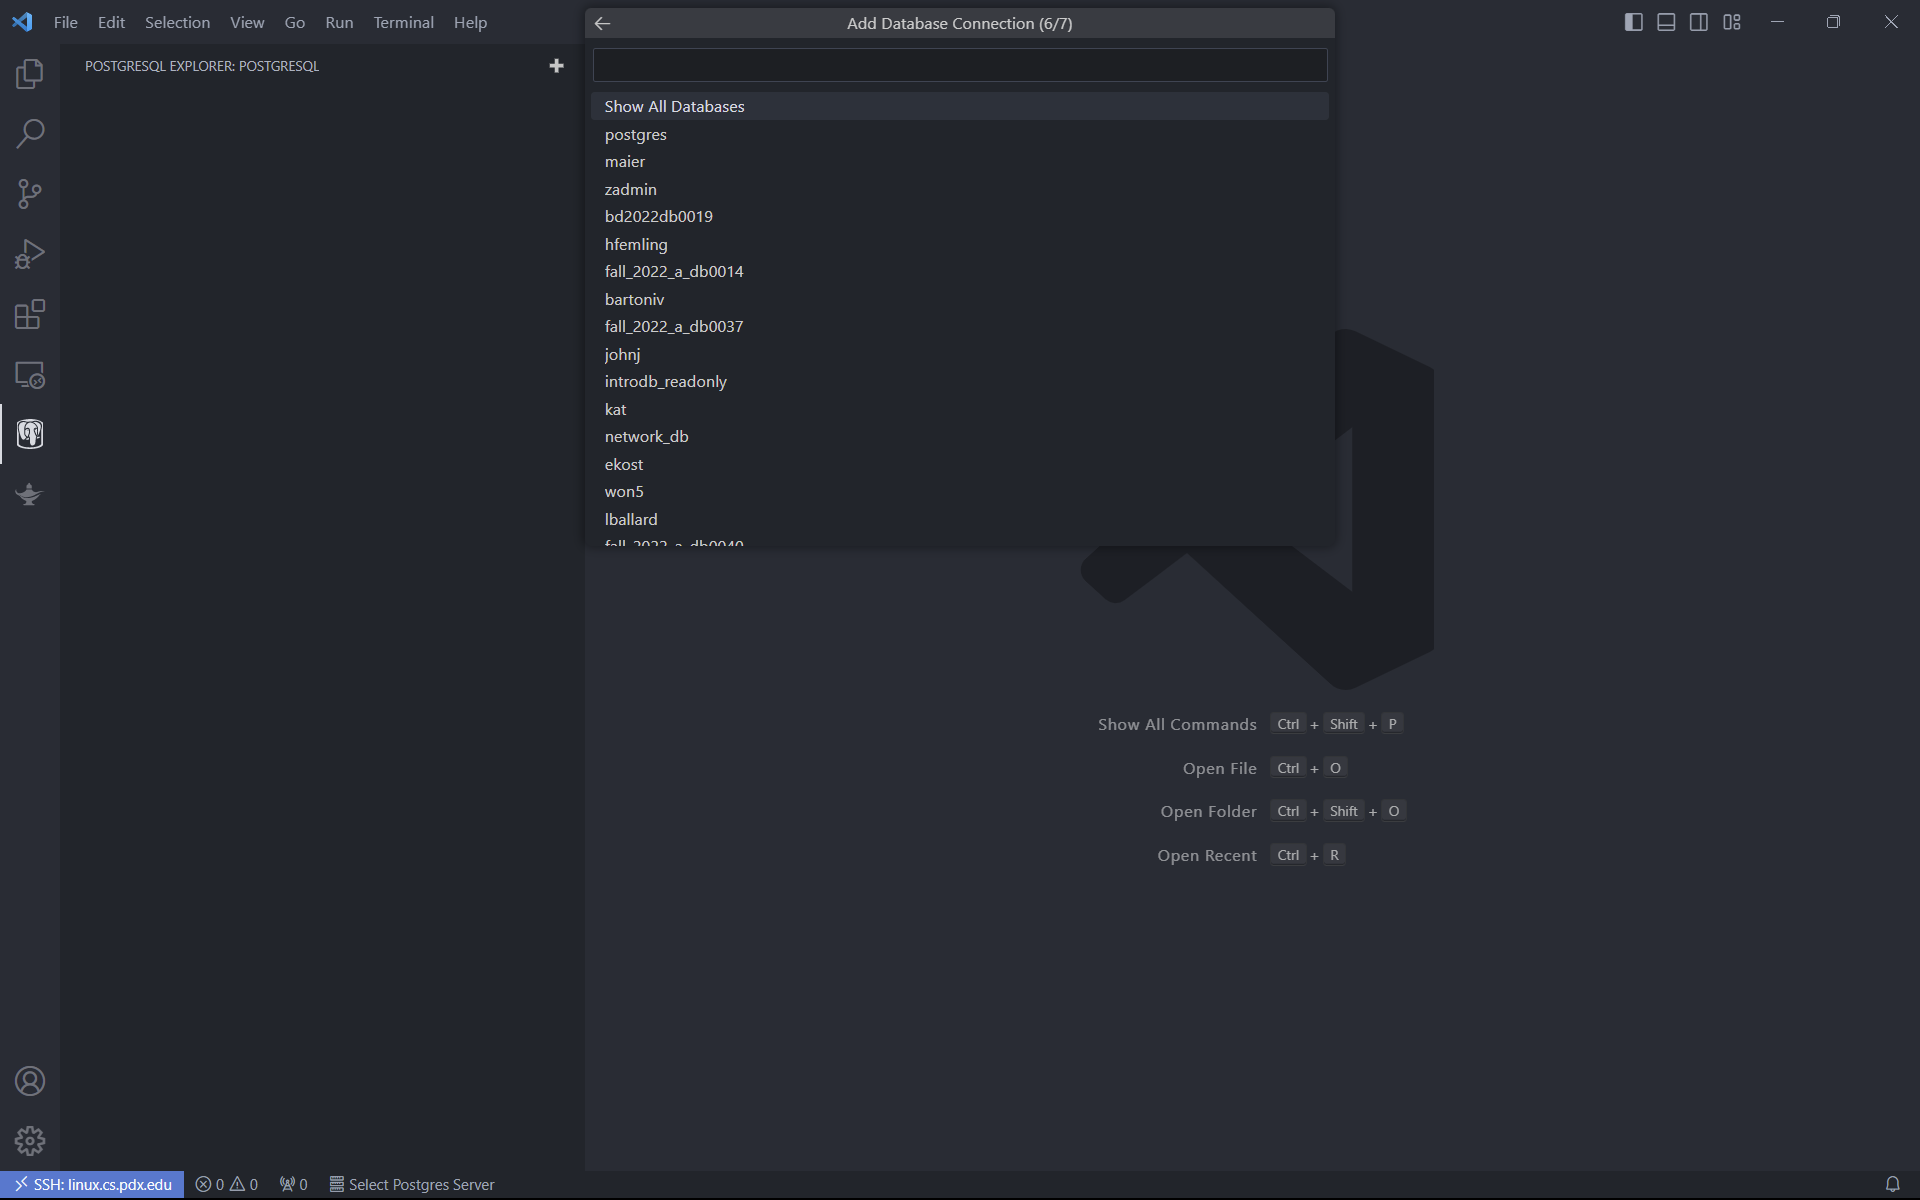 File Edit Selection View Go Run Terminal Help
Add Database Connection (6/7)
POSTGRESQL EXPLORER: POSTGRESQL
Show All Databases
postgres
maier
zadmin
bd2022db0019
hfemling
fall_2022_a_db0014
bartoniv
fall_2022_a_db0037
johnj
introdb_readonly
kat
network_db
ekost
won5
lballard
fall_2022_a_db0040
Show All Commands Ctrl + Shift + P
Open File Ctrl + O
Open Folder Ctrl + Shift + O
Open Recent Ctrl + R
SSH: linux.cs.pdx.edu 0 0 0 Select Postgres Server